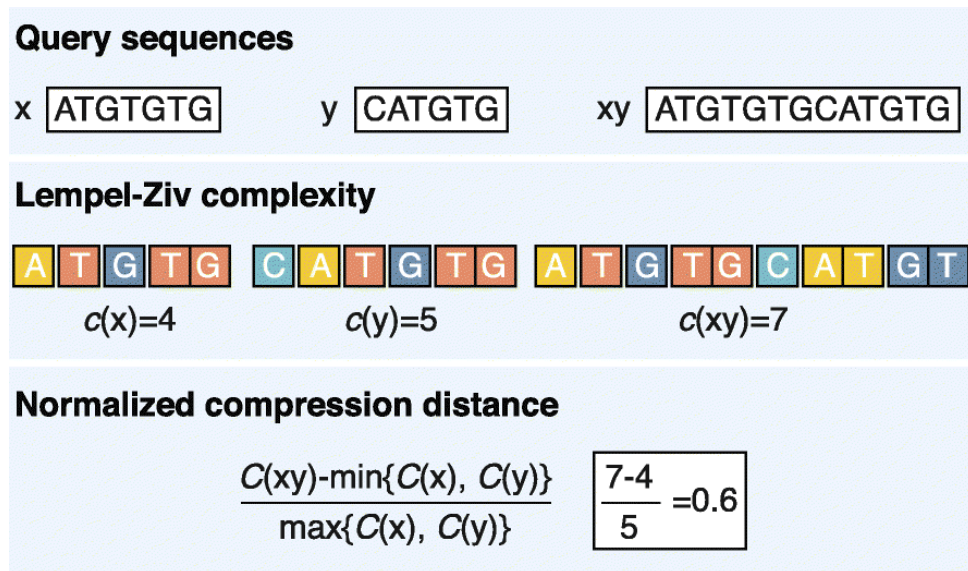 Query sequences
x ATGTGTG y CATGTG xy ATGTGTGCATGTG
Lempel-Ziv complexity
A T G T G C A T G T G A T G T G C A T G T
c(x)=4 c(y)=5 c(xy)=7
Normalized compression distance
C(xy)-min{C(x), C(y)}
max{C(x), C(y)}
7-4
5
=0.6